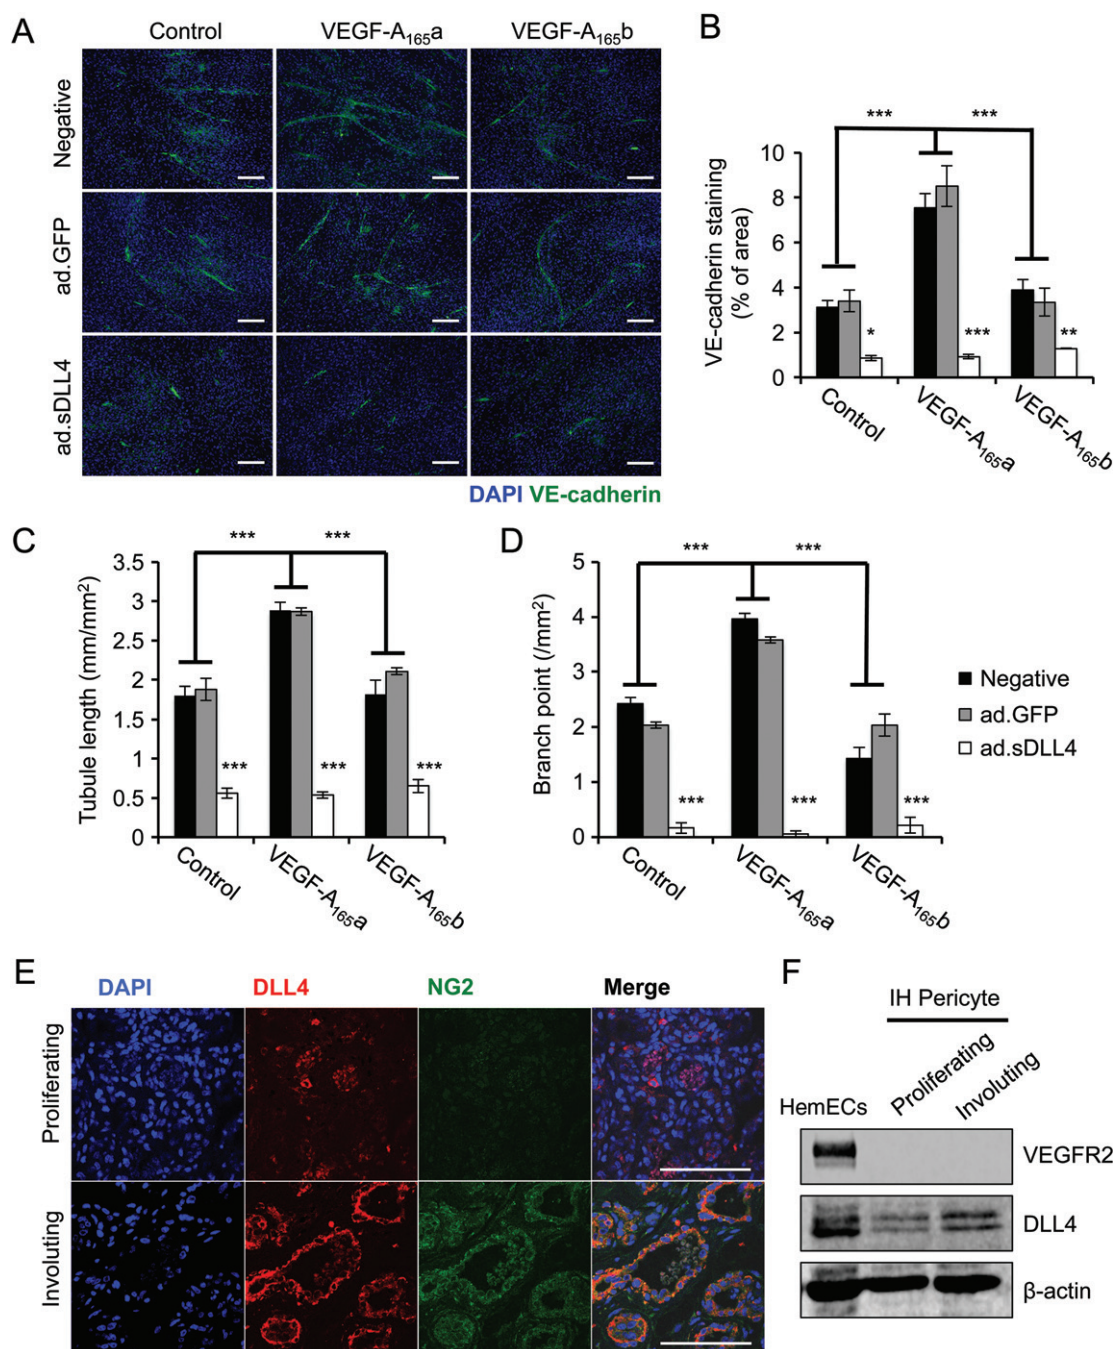 A
Control
VEGF-A₁₆₅a
VEGF-A₁₆₅b
Negative
ad.GFP
ad.sDLL4
DAPI VE-cadherin
B
VE-cadherin staining
(% of area)
10
8
6
4
2
0
***
***
*
***
**
Control
VEGF-A₁₆₅a
VEGF-A₁₆₅b
C
Tubule length (mm/mm²)
3.5
3
2.5
2
1.5
1
0.5
0
***
***
***
***
***
Control
VEGF-A₁₆₅a
VEGF-A₁₆₅b
D
Branch point (/mm²)
5
4
3
2
1
0
***
***
***
***
***
Control
VEGF-A₁₆₅a
VEGF-A₁₆₅b
Negative
ad.GFP
ad.sDLL4
E
DAPI
DLL4
NG2
Merge
Proliferating
Involuting
F
IH Pericyte
HemECs
Proliferating
Involuting
VEGFR2
DLL4
β-actin